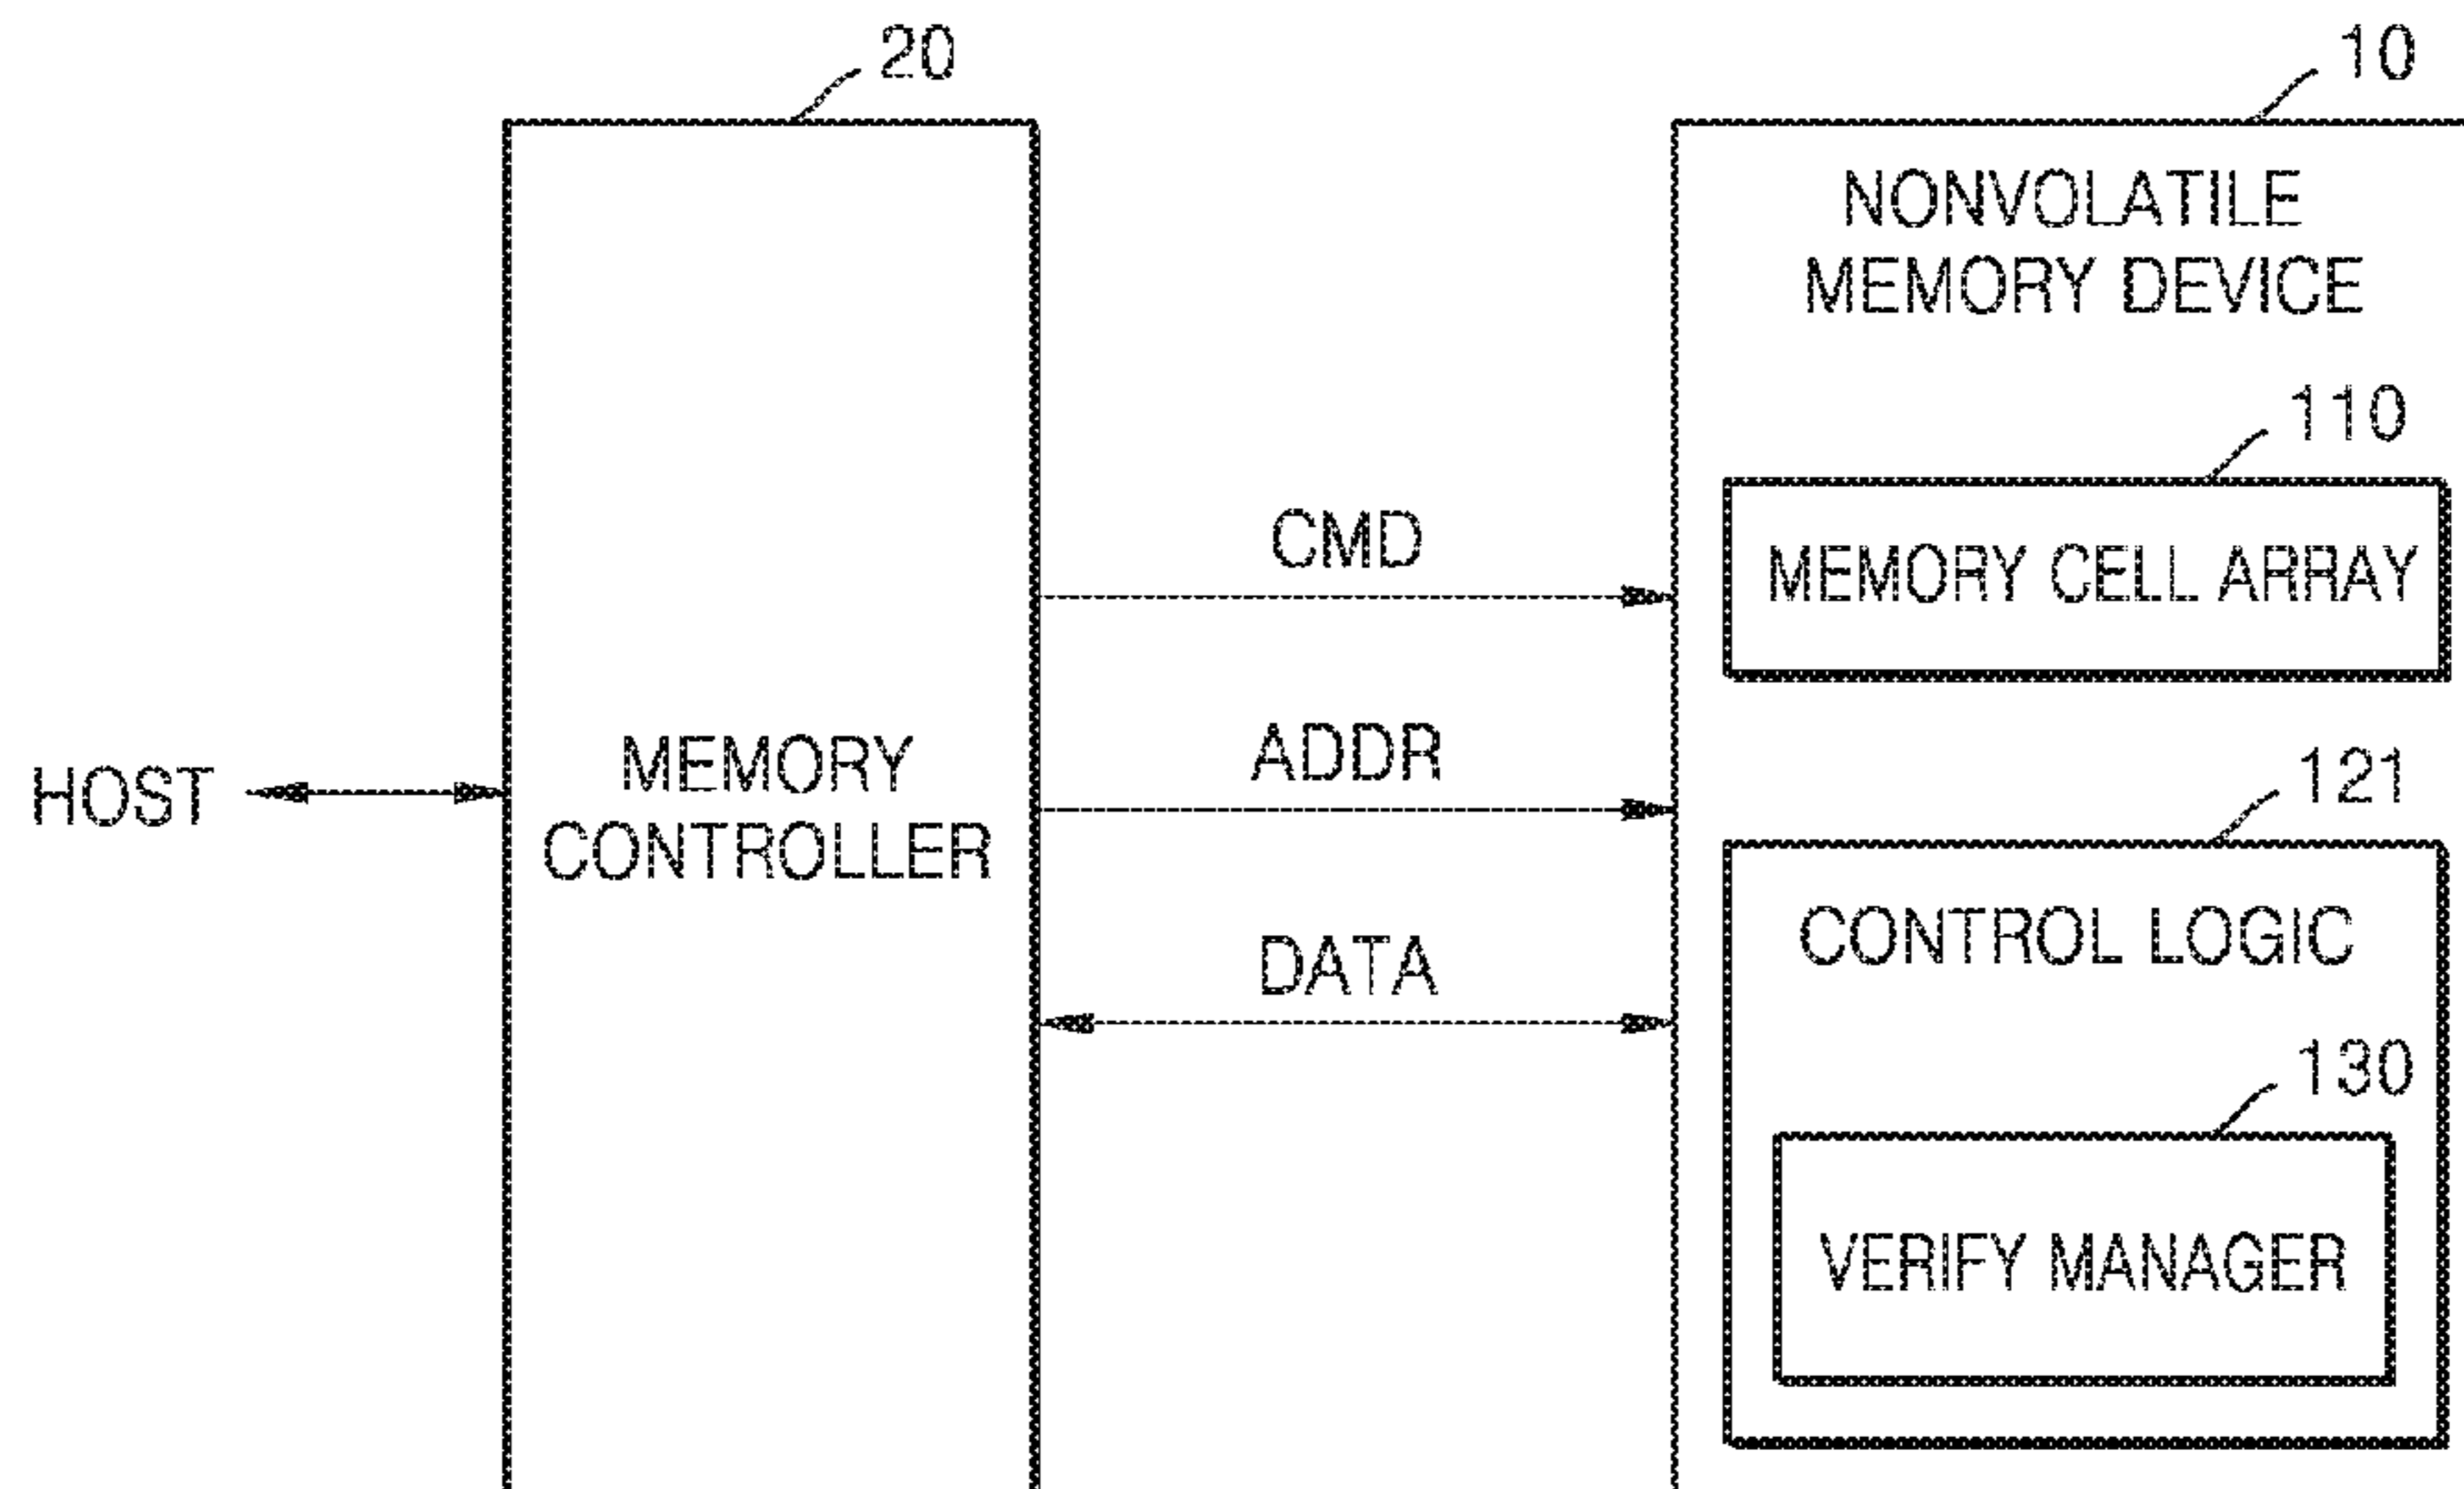 20
10
NONVOLATILE
MEMORY DEVICE
110
MEMORY CELL ARRAY
CMD
ADDR
DATA
HOST
MEMORY
CONTROLLER
121
CONTROL LOGIC
130
VERIFY MANAGER